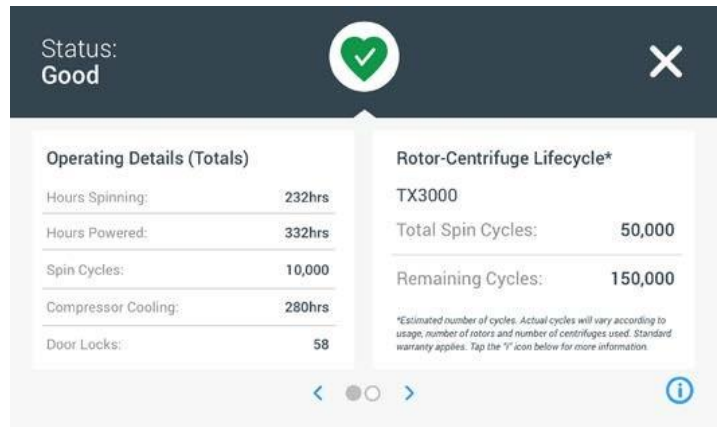 Status:
Good
Operating Details (Totals)
Hours Spinning: 232hrs
Hours Powered: 332hrs
Spin Cycles: 10,000
Compressor Cooling: 280hrs
Door Locks: 58
Rotor-Centrifuge Lifecycle*
TX3000
Total Spin Cycles: 50,000
Remaining Cycles: 150,000
*Estimated number of cycles. Actual cycles will vary according to
usage, number of rotors and number of centrifuges used. Standard
warranty applies. Tap the "i" icon below for more information.